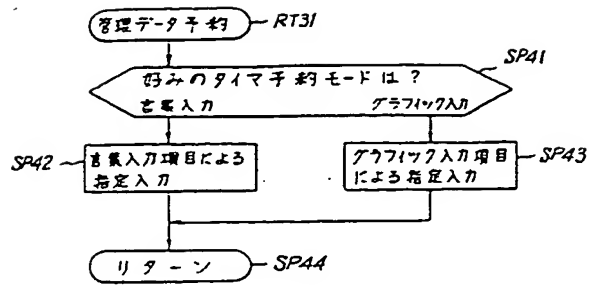 管理データ予約 RT31
SP41
好みのタイマ予約モードは?
言葉入力 グラフィック入力
SP42 言葉入力項目による
指定入力
グラフィック入力項目
による指定入力 SP43
リターン SP44